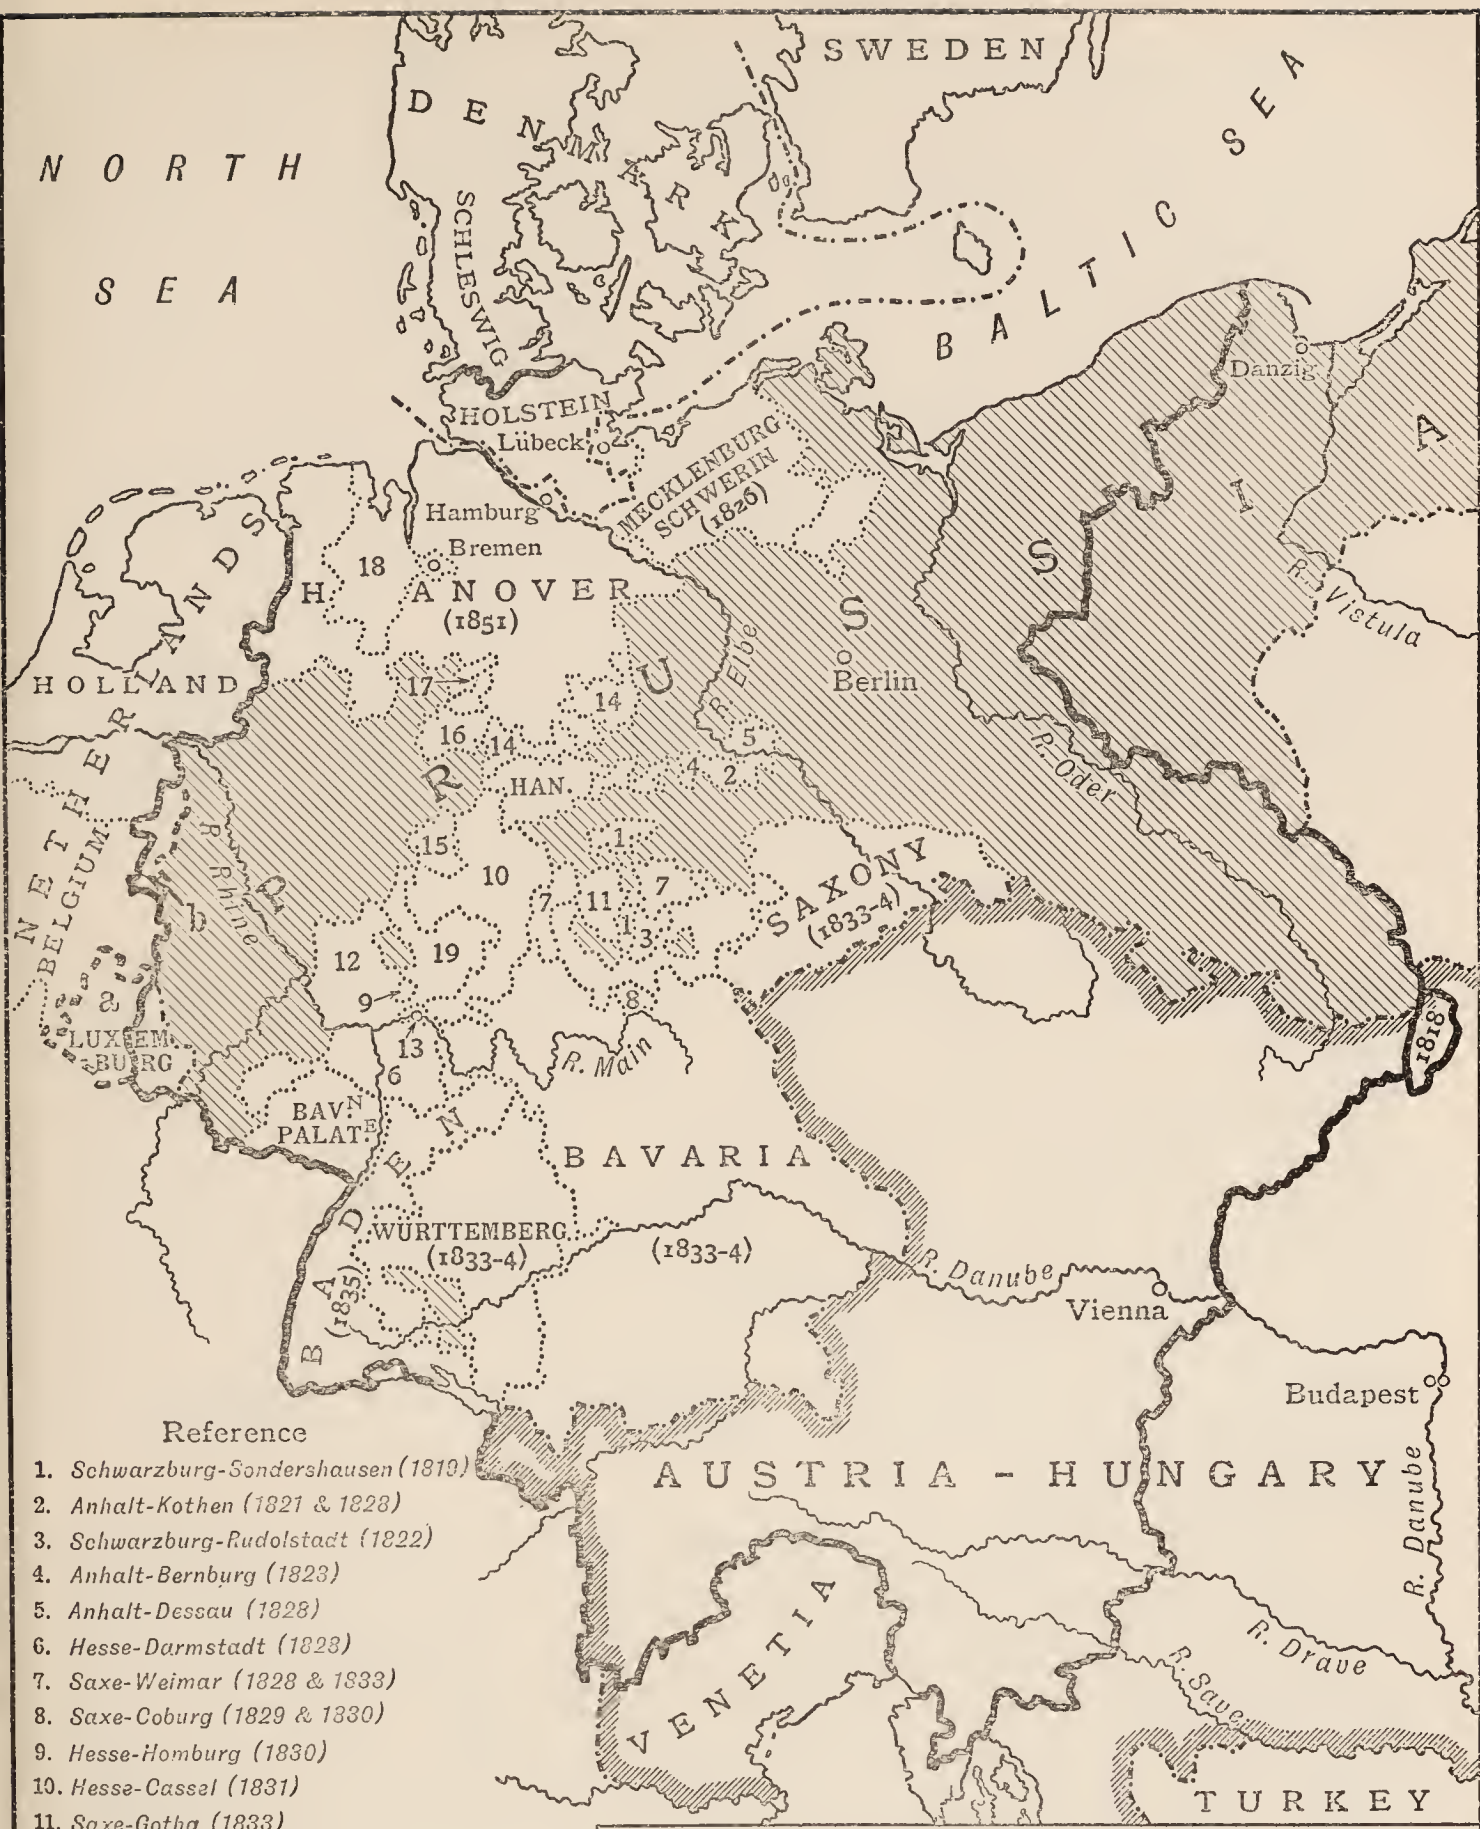 SWEDEN
DENMARK
NORTH
SEA
BALTIC SEA
SCHLESWIG
HOLSTEIN
Lübeck
2
MECKLENBURG
SCHWERIN
(1826)
Danzig
A
I
S
S
U
R
P
Hamburg
Bremen
18
HANOVER
(1851)
R. Vistula
NETHERLANDS
HOLLAND
Berlin
R. Elbe
17
14
16
14
5
4
2
HAN.
R. Oder
BELGIUM
R. Rhine
15
10
1
7
11
7
1
3
SAXONY
(1833-4)
b
12
19
9
8
a
LUXEM-
BURG
13
6
R. Main
1818
BAVN
PALATE
BADEN
(1835)
BAVARIA
WÜRTTEMBERG
(1833-4)
(1833-4)
R. Danube
Vienna
Budapest
AUSTRIA - HUNGARY
R. Danube
VENETIA
R. Drave
R. Save
TURKEY
Reference
1. Schwarzburg-Sondershausen (1819)
2. Anhalt-Kothen (1821 & 1828)
3. Schwarzburg-Rudolstadt (1822)
4. Anhalt-Bernburg (1823)
5. Anhalt-Dessau (1828)
6. Hesse-Darmstadt (1828)
7. Saxe-Weimar (1828 & 1833)
8. Saxe-Coburg (1829 & 1830)
9. Hesse-Homburg (1830)
10. Hesse-Cassel (1831)
11. Saxe-Gotha (1833)